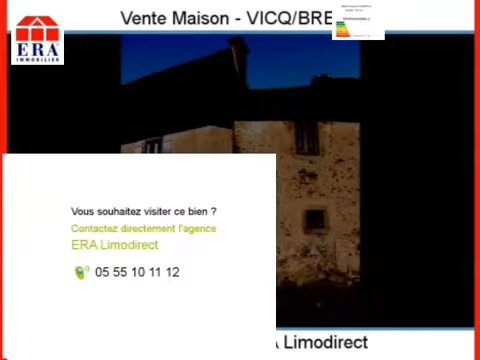 Vente Maison - VICQ/BRE
ERA
IMMOBILIER
Vous souhaitez visiter ce bien ?
Contactez directement l'agence
ERA Limodirect
05 55 10 11 12
Limodirect